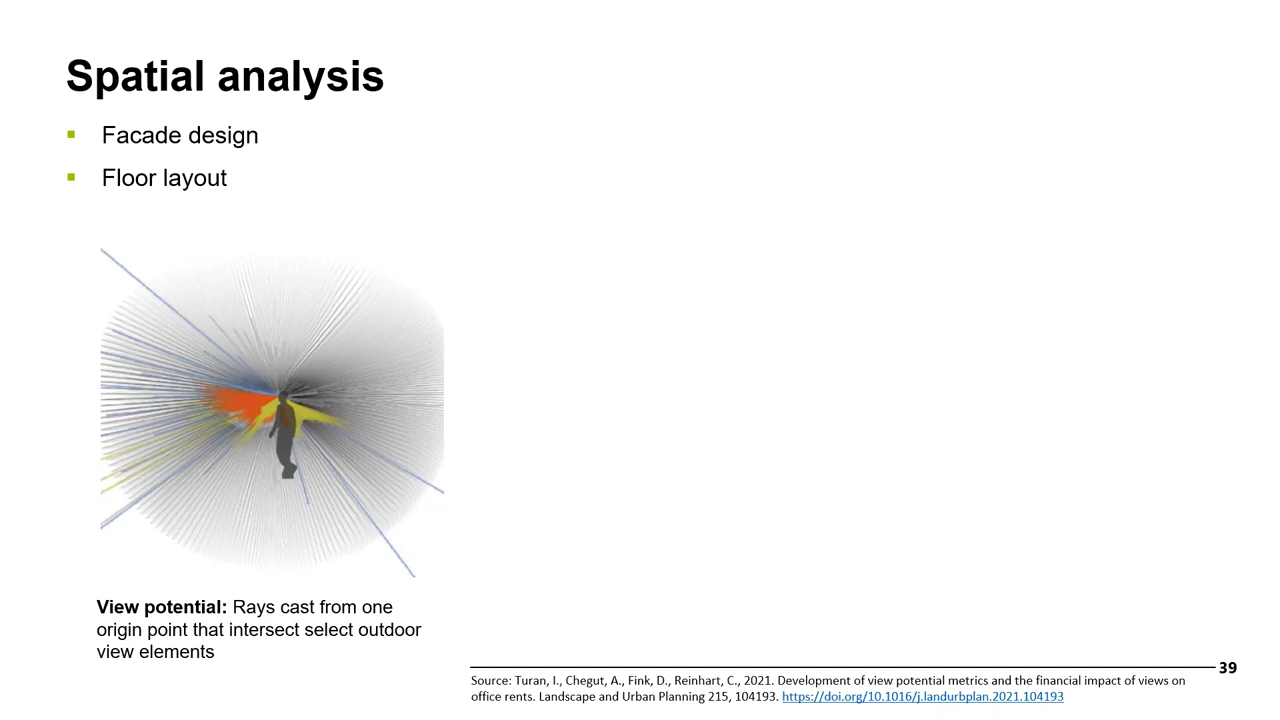 Spatial analysis
Facade design
Floor layout
View potential: Rays cast from one
origin point that intersect select outdoor
view elements
39
Source: Turan, I., Chegut, A., Fink, D., Reinhart, C., 2021. Development of view potential metrics and the financial impact of views on
office rents. Landscape and Urban Planning 215, 104193. https://doi.org/10.1016/j.landurbplan.2021.104193